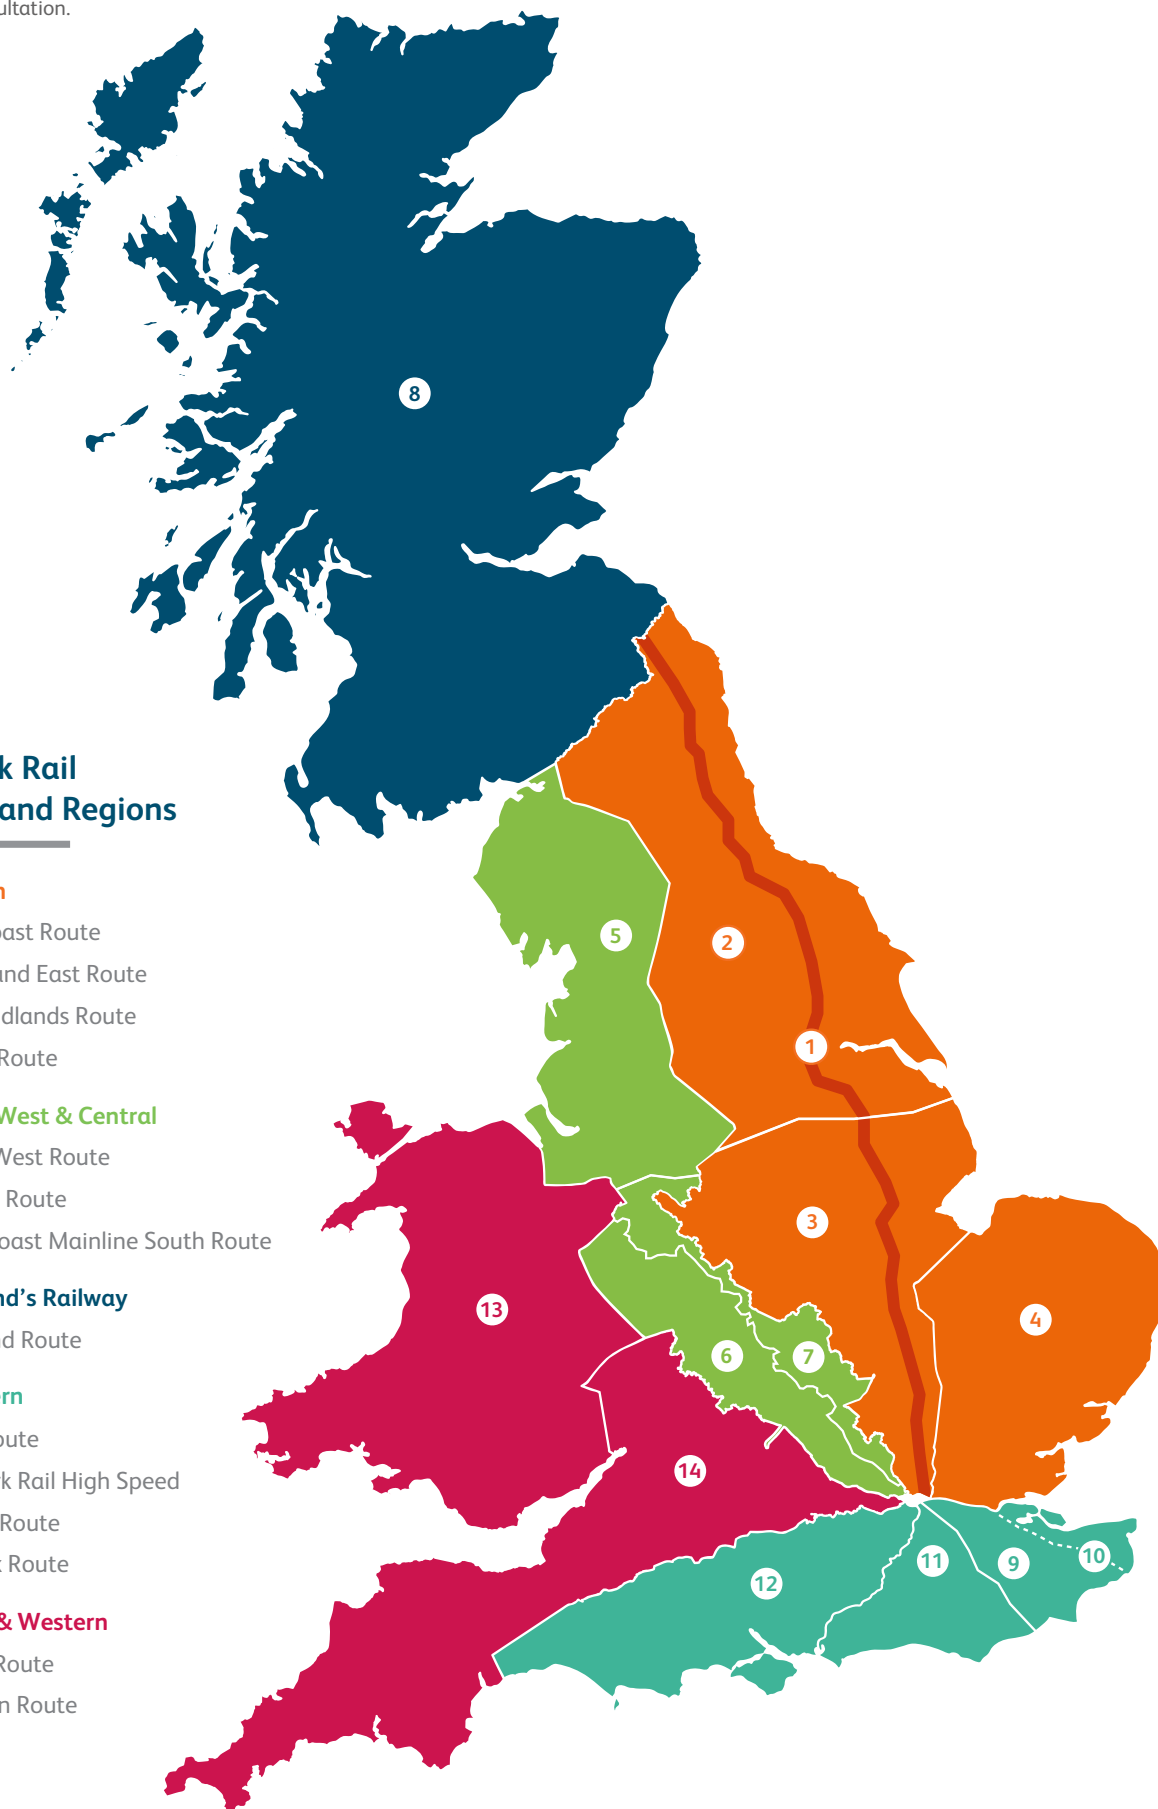 ultation.
k Rail
and Regions
n
ast Route
and East Route
dlands Route
Route
West & Central
West Route
Route
oast Mainline South Route
nd's Railway
d Route
ern
oute
k Rail High Speed
Route
x Route
& Western
Route
n Route
8
5
2
1
3
4
13
6
7
14
11
9
10
12